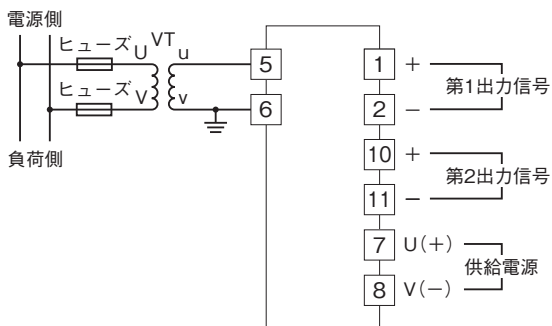 電源側
ヒューズ U VT u
ヒューズ V v
負荷側
5
6
1 +
2 −
第1出力信号
10 +
11 −
第2出力信号
7 U(+)
8 V(−)
供給電源